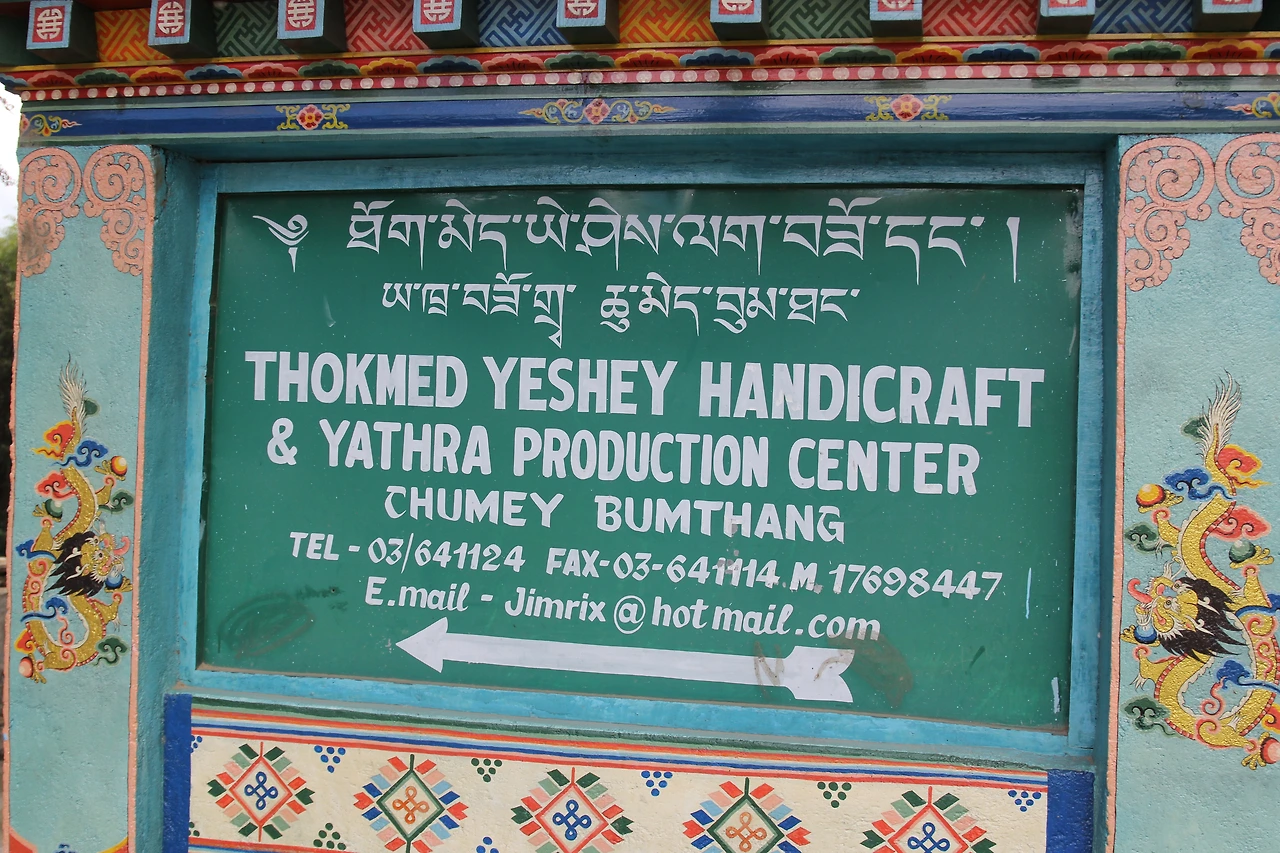 ༄ ཐོག་མེད་ཡེ་ཤེས་ལག་བཟོ་དང་ །
ཡ་ཁྲ་བཟོ་གྲྭ་ ཆུ་མེད་བུམ་ཐང་
THOKMED YESHEY HANDICRAFT
& YATHRA PRODUCTION CENTER
CHUMEY BUMTHANG
TEL - 03/641124 FAX-03-641114 M. 17698447
E.mail - Jimrix@hotmail.com